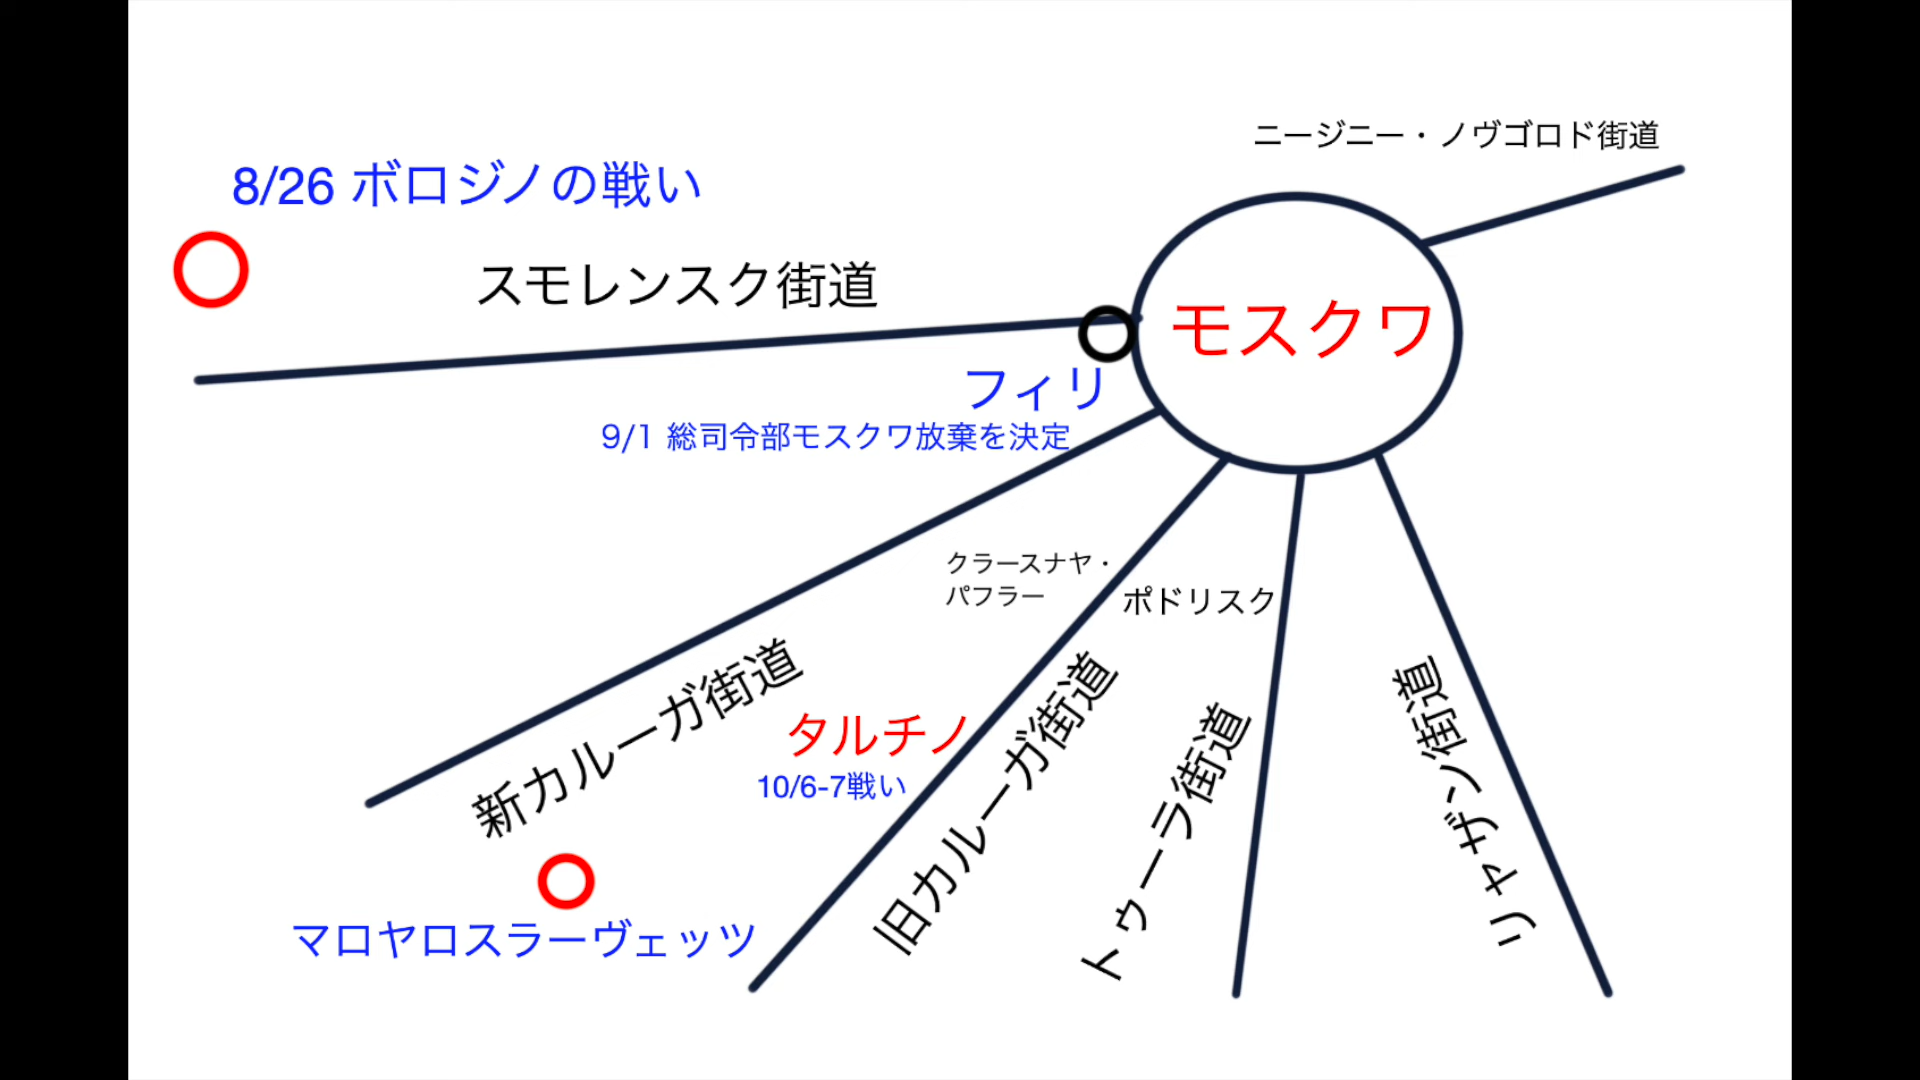 ニージニー・ノヴゴロド街道
8/26 ボロジノの戦い
スモレンスク街道
モスクワ
フィリ
9/1 総司令部モスクワ放棄を決定
クラースナヤ・
パフラー
ポドリスク
新カルーガ街道
タルチノ
10/6-7戦い
旧カルーガ街道
トゥーラ街道
リャザン街道
マロヤロスラーヴェッツ